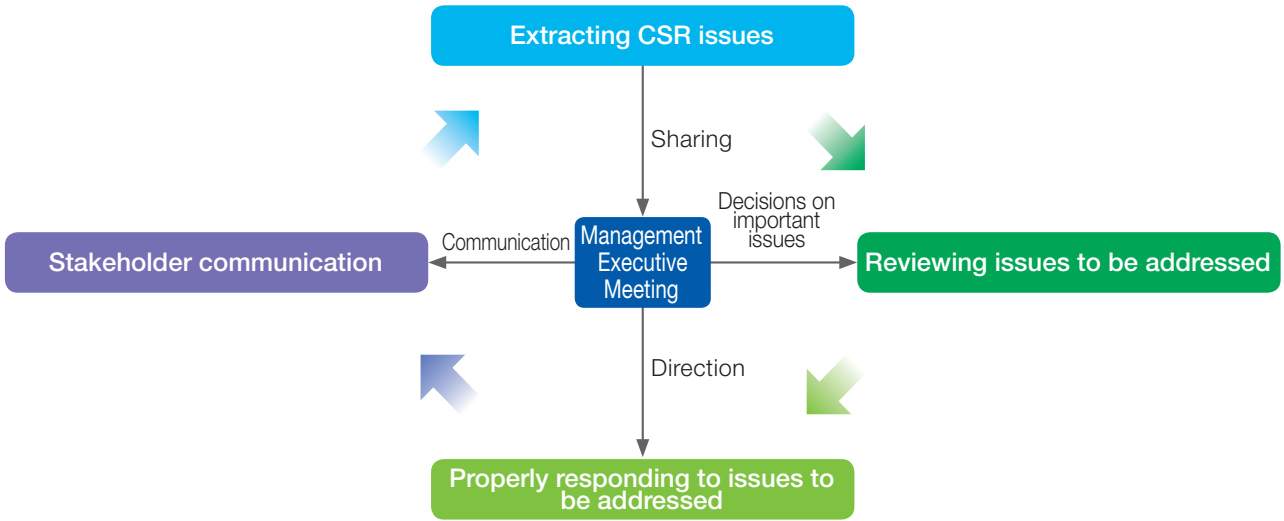 Extracting CSR issues
Sharing
Decisions on
important
issues
Communication
Management
Executive
Meeting
Stakeholder communication
Reviewing issues to be addressed
Direction
Properly responding to issues to
be addressed